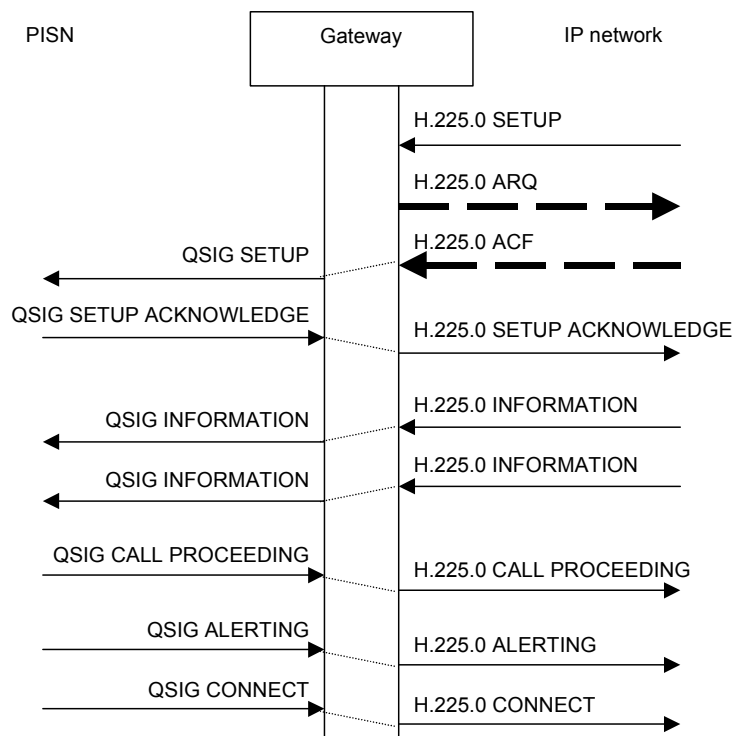 PISN
Gateway
IP network
H.225.0 SETUP
H.225.0 ARQ
H.225.0 ACF
QSIG SETUP
QSIG SETUP ACKNOWLEDGE
H.225.0 SETUP ACKNOWLEDGE
H.225.0 INFORMATION
QSIG INFORMATION
H.225.0 INFORMATION
QSIG INFORMATION
QSIG CALL PROCEEDING
H.225.0 CALL PROCEEDING
QSIG ALERTING
H.225.0 ALERTING
QSIG CONNECT
H.225.0 CONNECT